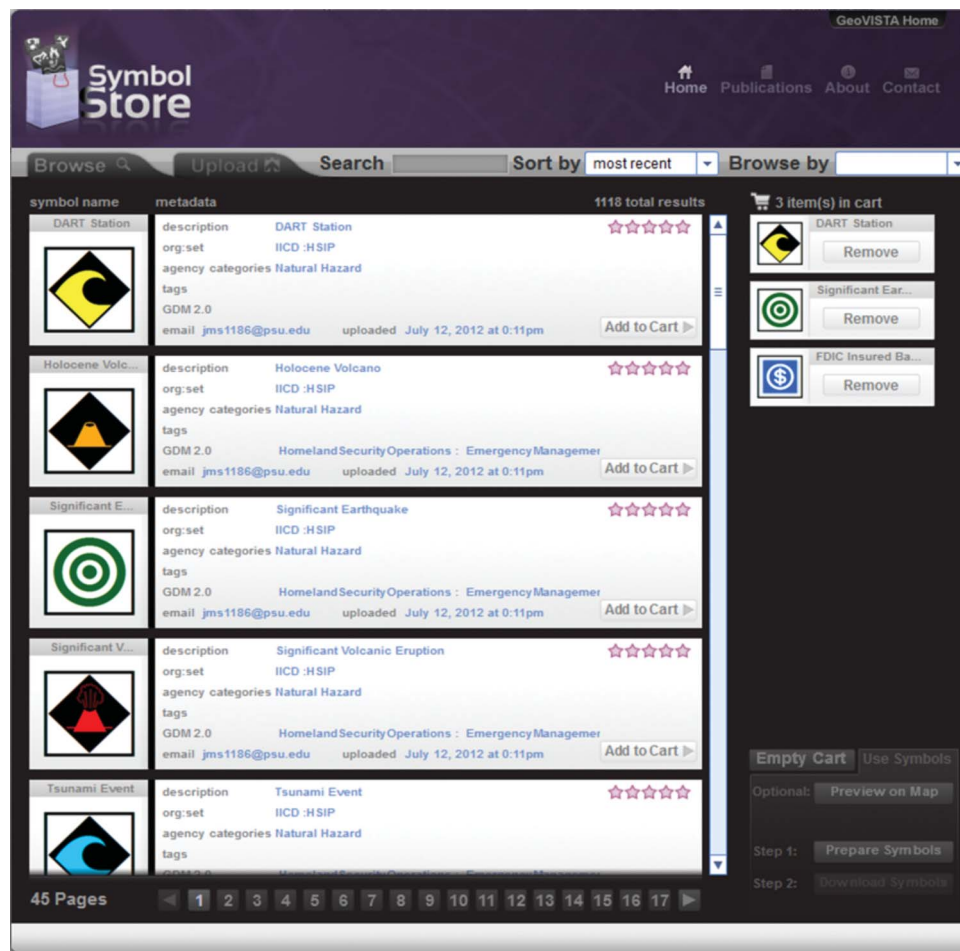 GeoVISTA Home
Symbol
Store
Home Publications About Contact
Browse Upload Search Sort by most recent Browse by
symbol name metadata 1118 total results 3 item(s) in cart
DART Station
description DART Station
org:set IICD :HSIP
agency categories Natural Hazard
tags
GDM 2.0
email jms1186@psu.edu uploaded July 12, 2012 at 0:11pm Add to Cart
Holocene Volc...
description Holocene Volcano
org:set IICD :HSIP
agency categories Natural Hazard
tags
GDM 2.0 HomelandSecurityOperations : EmergencyManagemer
email jms1186@psu.edu uploaded July 12, 2012 at 0:11pm Add to Cart
Significant E...
description Significant Earthquake
org:set IICD :HSIP
agency categories Natural Hazard
tags
GDM 2.0 HomelandSecurityOperations : EmergencyManagemer
email jms1186@psu.edu uploaded July 12, 2012 at 0:11pm Add to Cart
Significant V...
description Significant Volcanic Eruption
org:set IICD :HSIP
agency categories Natural Hazard
tags
GDM 2.0 HomelandSecurityOperations : EmergencyManagemer
email jms1186@psu.edu uploaded July 12, 2012 at 0:11pm Add to Cart
Tsunami Event
description Tsunami Event
org:set IICD :HSIP
agency categories Natural Hazard
tags
45 Pages 1 2 3 4 5 6 7 8 9 10 11 12 13 14 15 16 17
DART Station
Remove
Significant Ear...
Remove
FDIC Insured Ba...
$
Remove
Empty Cart Use Symbols
Optional: Preview on Map
Step 1: Prepare Symbols
Step 2: Download Symbols